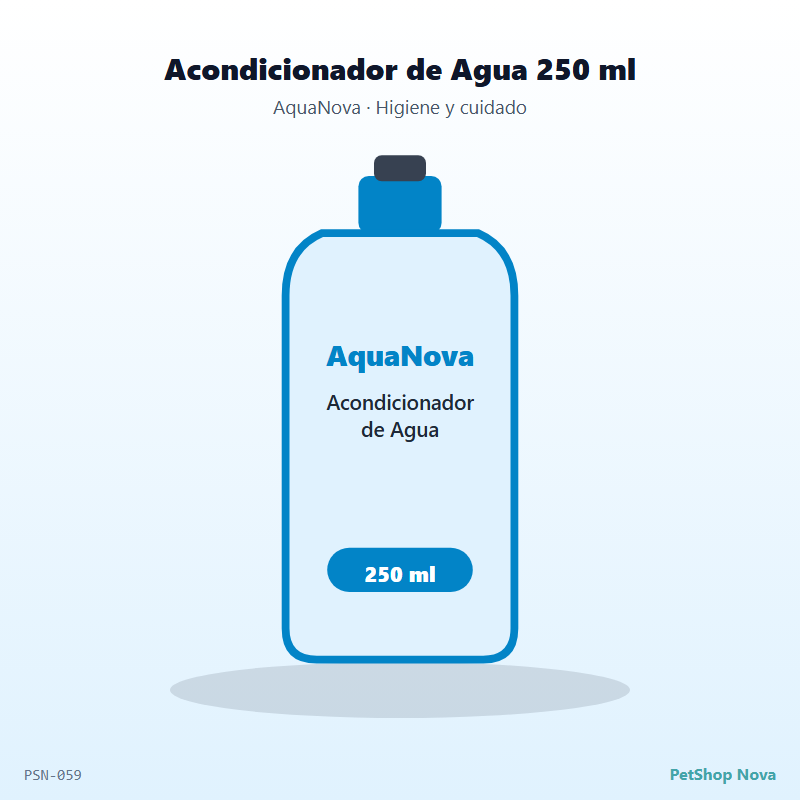 Acondicionador de Agua 250 ml
AquaNova · Higiene y cuidado
AquaNova
Acondicionador
de Agua
250 ml
PSN-059
PetShop Nova